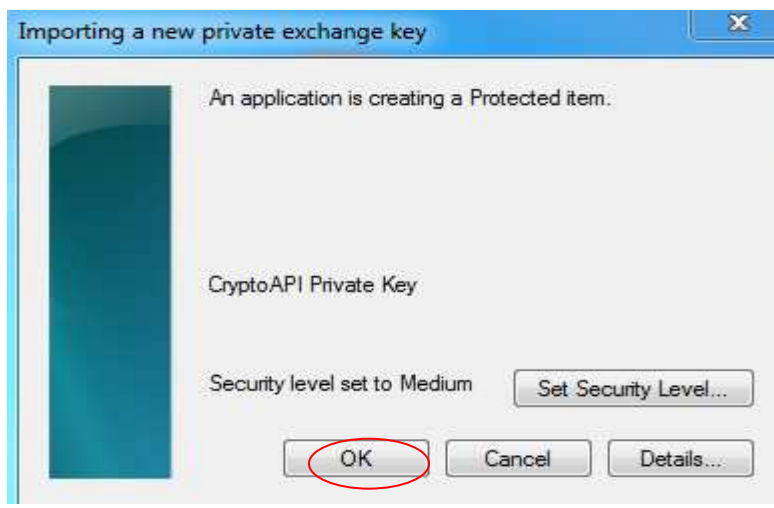 Importing a new private exchange key
An application is creating a Protected item.
CryptoAPI Private Key
Security level set to Medium
Set Security Level...
OK
Cancel
Details...